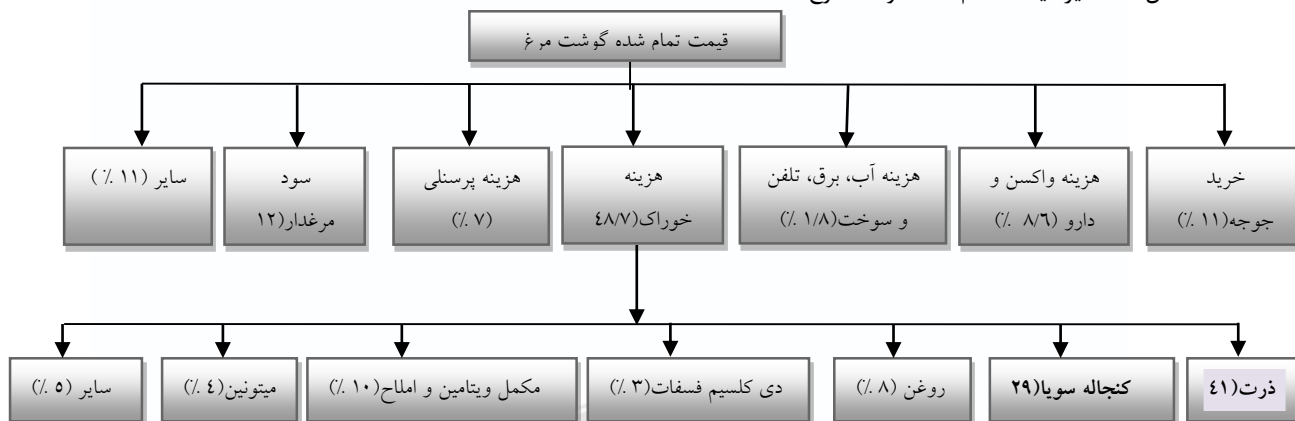 قیمت تمام شده گوشت مرغ
خرید
جوجه(۱۱ ٪)
هزینه واکسن و
دارو (۸/۶ ٪)
هزینه آب، برق، تلفن
و سوخت(۱/۸ ٪)
هزینه
خوراک(۴۸/۷
هزینه پرسنلی
(۷ ٪)
سود
مرغدار(۱۲
سایر (۱۱ ٪)
ذرت(۴۱
کنجاله سویا(۲۹
روغن (۸ ٪)
دی کلسیم فسفات(۳ ٪)
مکمل ویتامین و املاح(۱۰ ٪)
میتونین(۴ ٪)
سایر (۵ ٪)